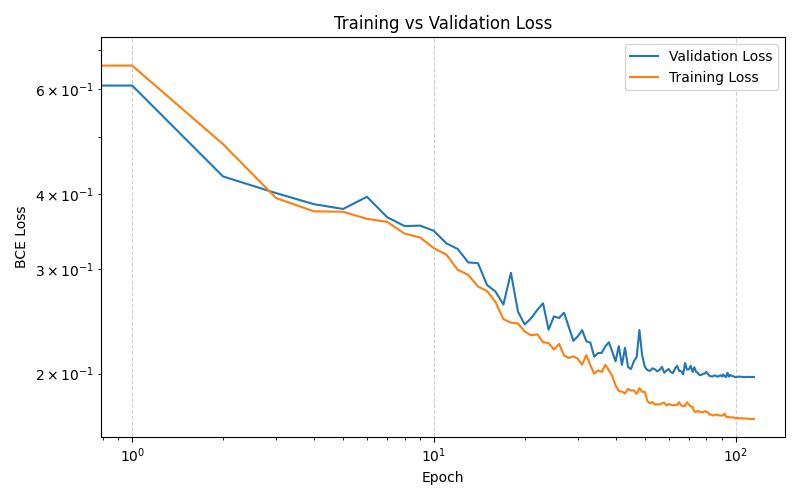 Training vs Validation Loss
Validation Loss
Training Loss
6 × 10⁻¹
4 × 10⁻¹
3 × 10⁻¹
2 × 10⁻¹
BCE Loss
10⁰
10¹
10²
Epoch